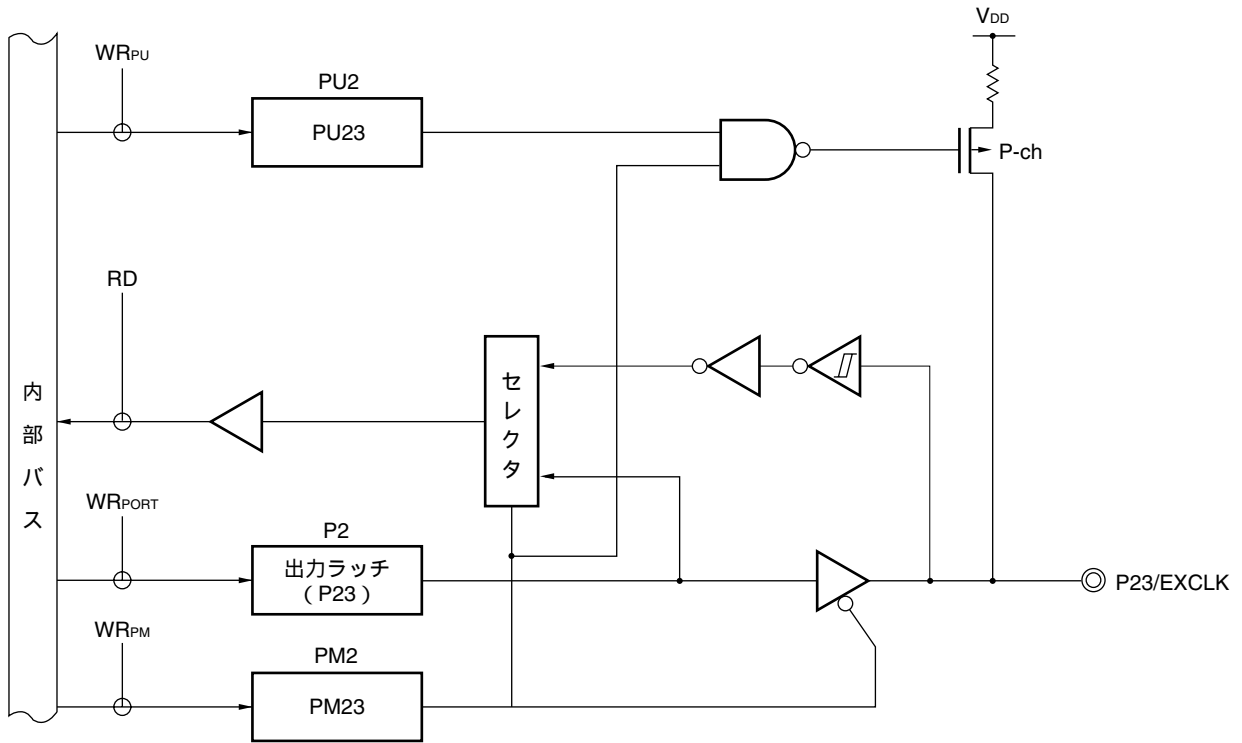 VDD
WRPU
PU2
PU23
P-ch
RD
セレクタ
内部バス
WRPORT
P2
出力ラッチ
(P23)
P23/EXCLK
WRPM
PM2
PM23